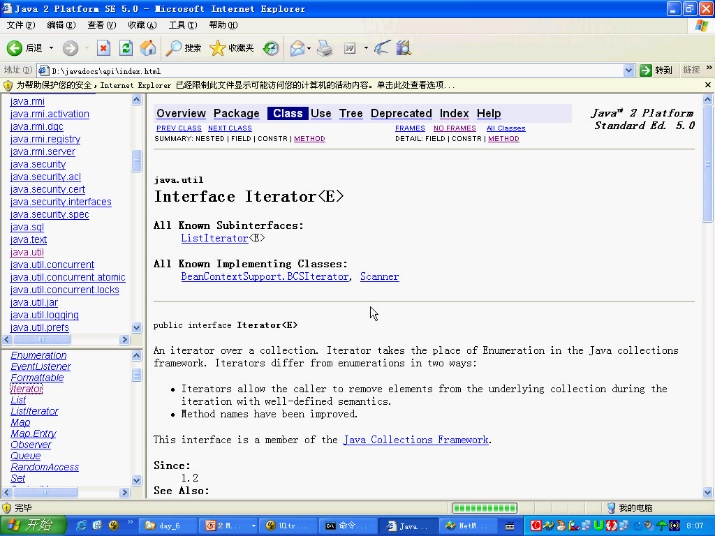 Java 2 Platform SE 5.0 - Microsoft Internet Explorer
文件(F) 编辑(E) 查看(V) 收藏(A) 工具(T) 帮助(H)
后退 搜索 收藏夹
地址(D) D:\javadocs\api\index.html 转到 链接 »
为帮助保护您的安全，Internet Explorer 已经限制此文件显示可能访问您的计算机的活动内容。单击此处查看选项...
java.rmi
java.rmi.activation
java.rmi.dgc
java.rmi.registry
java.rmi.server
java.security
java.security.acl
java.security.cert
java.security.interfaces
java.security.spec
java.sql
java.text
java.util
java.util.concurrent
java.util.concurrent.atomic
java.util.concurrent.locks
java.util.jar
java.util.logging
java.util.prefs
Enumeration
EventListener
Formattable
Iterator
List
ListIterator
Map
Map.Entry
Observer
Queue
RandomAccess
Set
Overview Package Class Use Tree Deprecated Index Help
Java™ 2 Platform
Standard Ed. 5.0
PREV CLASS NEXT CLASS
FRAMES NO FRAMES All Classes
SUMMARY: NESTED | FIELD | CONSTR | METHOD
DETAIL: FIELD | CONSTR | METHOD
java.util
Interface Iterator<E>
All Known Subinterfaces:
ListIterator<E>
All Known Implementing Classes:
BeanContextSupport.BCSIterator, Scanner
public interface Iterator<E>
An iterator over a collection. Iterator takes the place of Enumeration in the Java collections
framework. Iterators differ from enumerations in two ways:
• Iterators allow the caller to remove elements from the underlying collection during the
iteration with well-defined semantics.
• Method names have been improved.
This interface is a member of the Java Collections Framework.
Since:
1.2
See Also:
完毕 我的电脑
开始 » day_6 2 M... Ultr... 命令... Java... NetM... 8:07